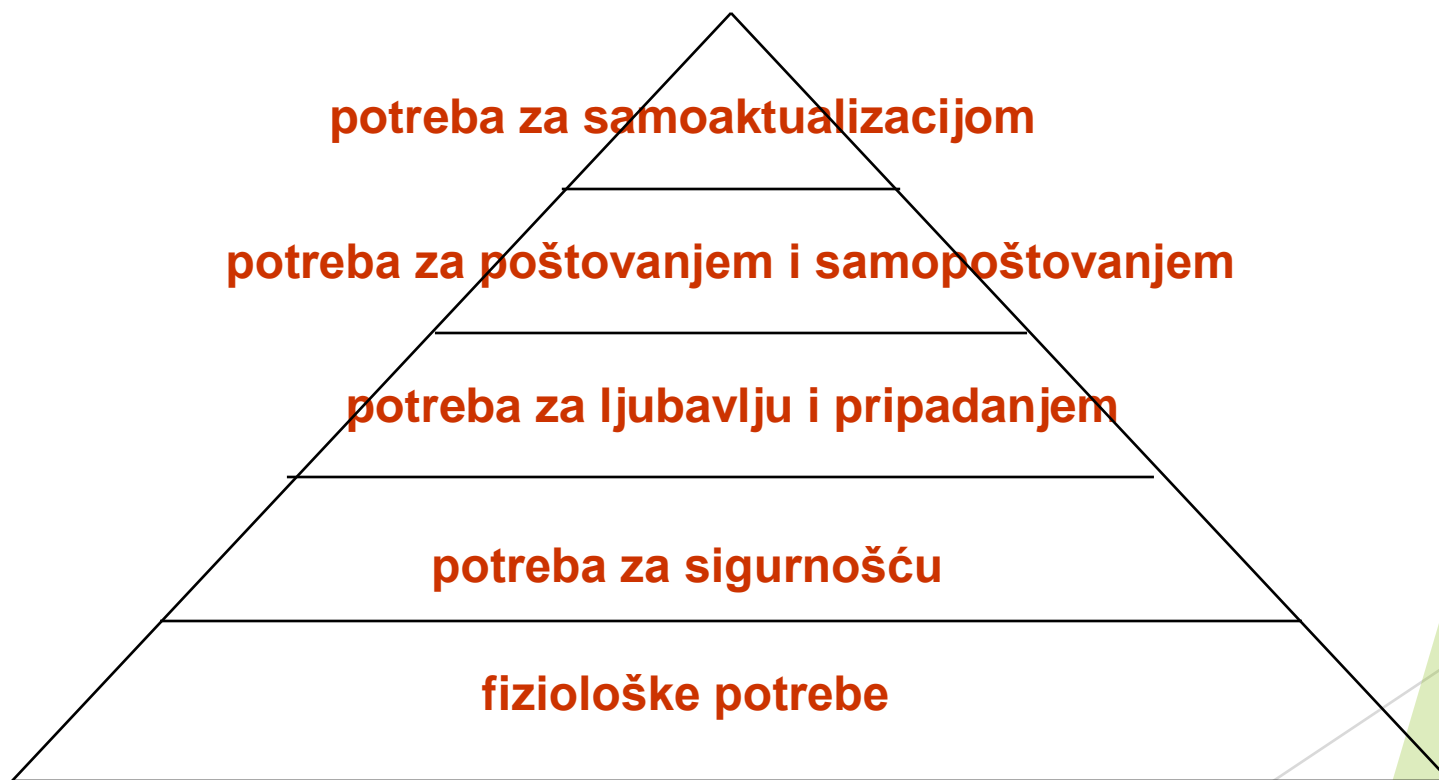 potreba za samoaktualizacijom
potreba za poštovanjem i samopoštovanjem
potreba za ljubavlju i pripadanjem
potreba za sigurnošću
fiziološke potrebe